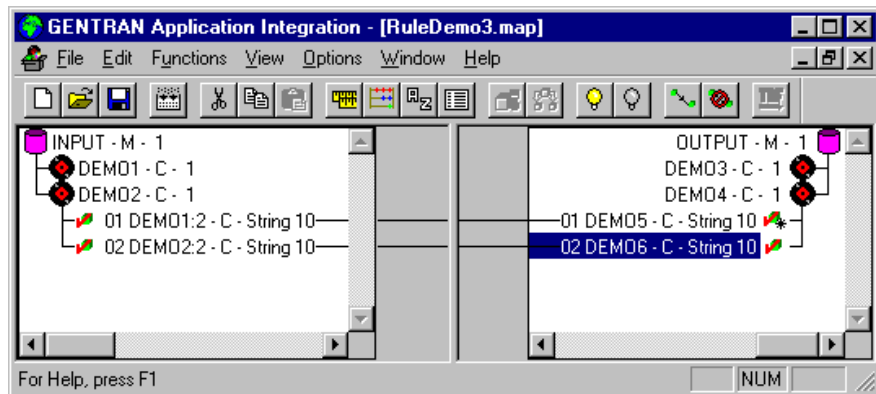 GENTRAN Application Integration - [RuleDemo3.map]
File Edit Functions View Options Window Help
INPUT - M - 1
DEMO1 - C - 1
DEMO2 - C - 1
01 DEMO1:2 - C - String 10
02 DEMO2:2 - C - String 10
OUTPUT - M - 1
DEMO3 - C - 1
DEMO4 - C - 1
01 DEMO5 - C - String 10
02 DEMO6 - C - String 10
For Help, press F1
NUM